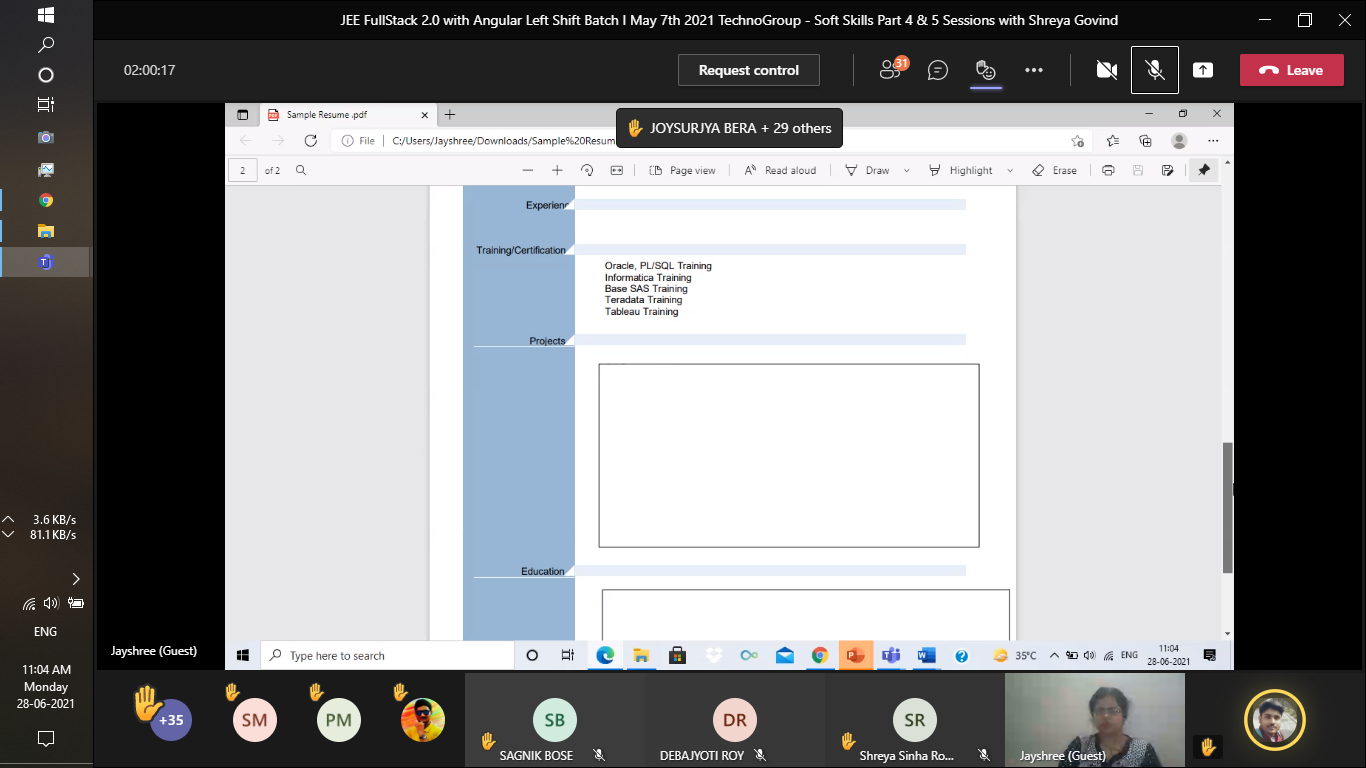 JEE FullStack 2.0 with Angular Left Shift Batch I May 7th 2021 TechnoGroup - Soft Skills Part 4 & 5 Sessions with Shreya Govind
02:00:17
Request control
31
Leave
Sample Resume .pdf
JOYSURJYA BERA + 29 others
File
C:/Users/Jayshree/Downloads/Sample%20Resum
2
of 2
Page view
Read aloud
Draw
Highlight
Erase
Experienc
Training/Certification
Oracle, PL/SQL Training
Informatica Training
Base SAS Training
Teradata Training
Tableau Training
Projects
Education
Jayshree (Guest)
Type here to search
35°C
ENG
11:04
28-06-2021
3.6 KB/s
81.1 KB/s
ENG
11:04 AM
Monday
28-06-2021
+35
SM
PM
SB
SAGNIK BOSE
DR
DEBAJYOTI ROY
SR
Shreya Sinha Ro...
Jayshree (Guest)